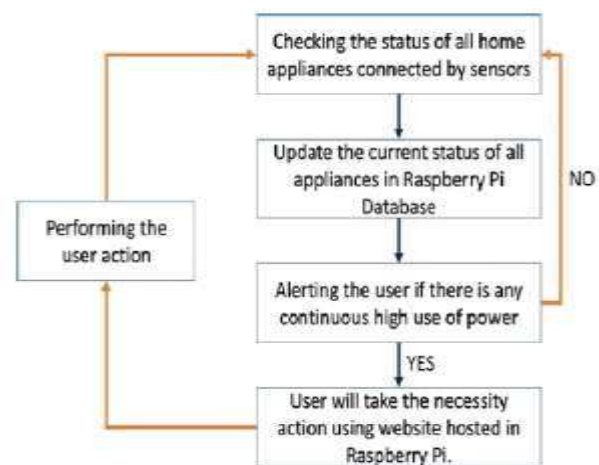 Checking the status of all home
appliances connected by sensors
Update the current status of all
appliances in Raspberry Pi
Database
NO
Performing the
user action
Alerting the user if there is any
continuous high use of power
YES
User will take the necessity
action using website hosted in
Raspberry Pi.